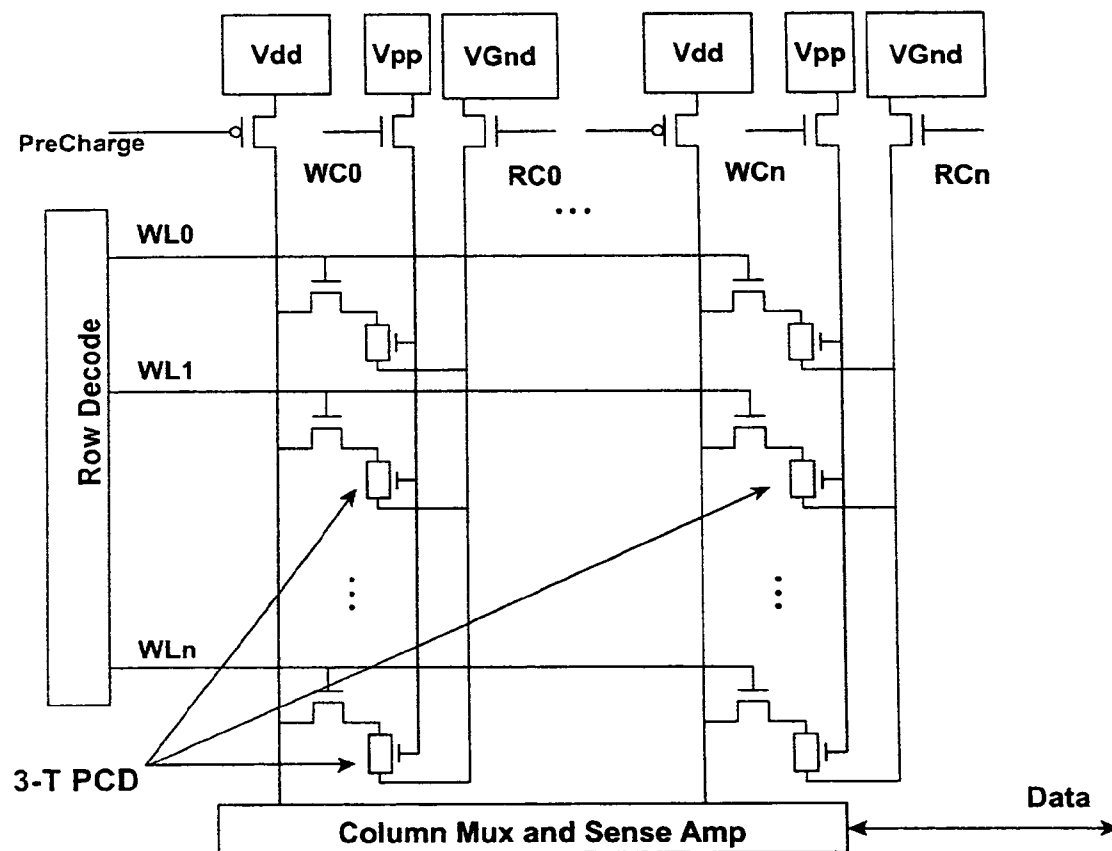 Vdd Vpp VGnd Vdd Vpp VGnd
PreCharge
WC0 RC0 WCn RCn
...
WL0
WL1
Row Decode
...
...
WLn
3-T PCD
Data
Column Mux and Sense Amp